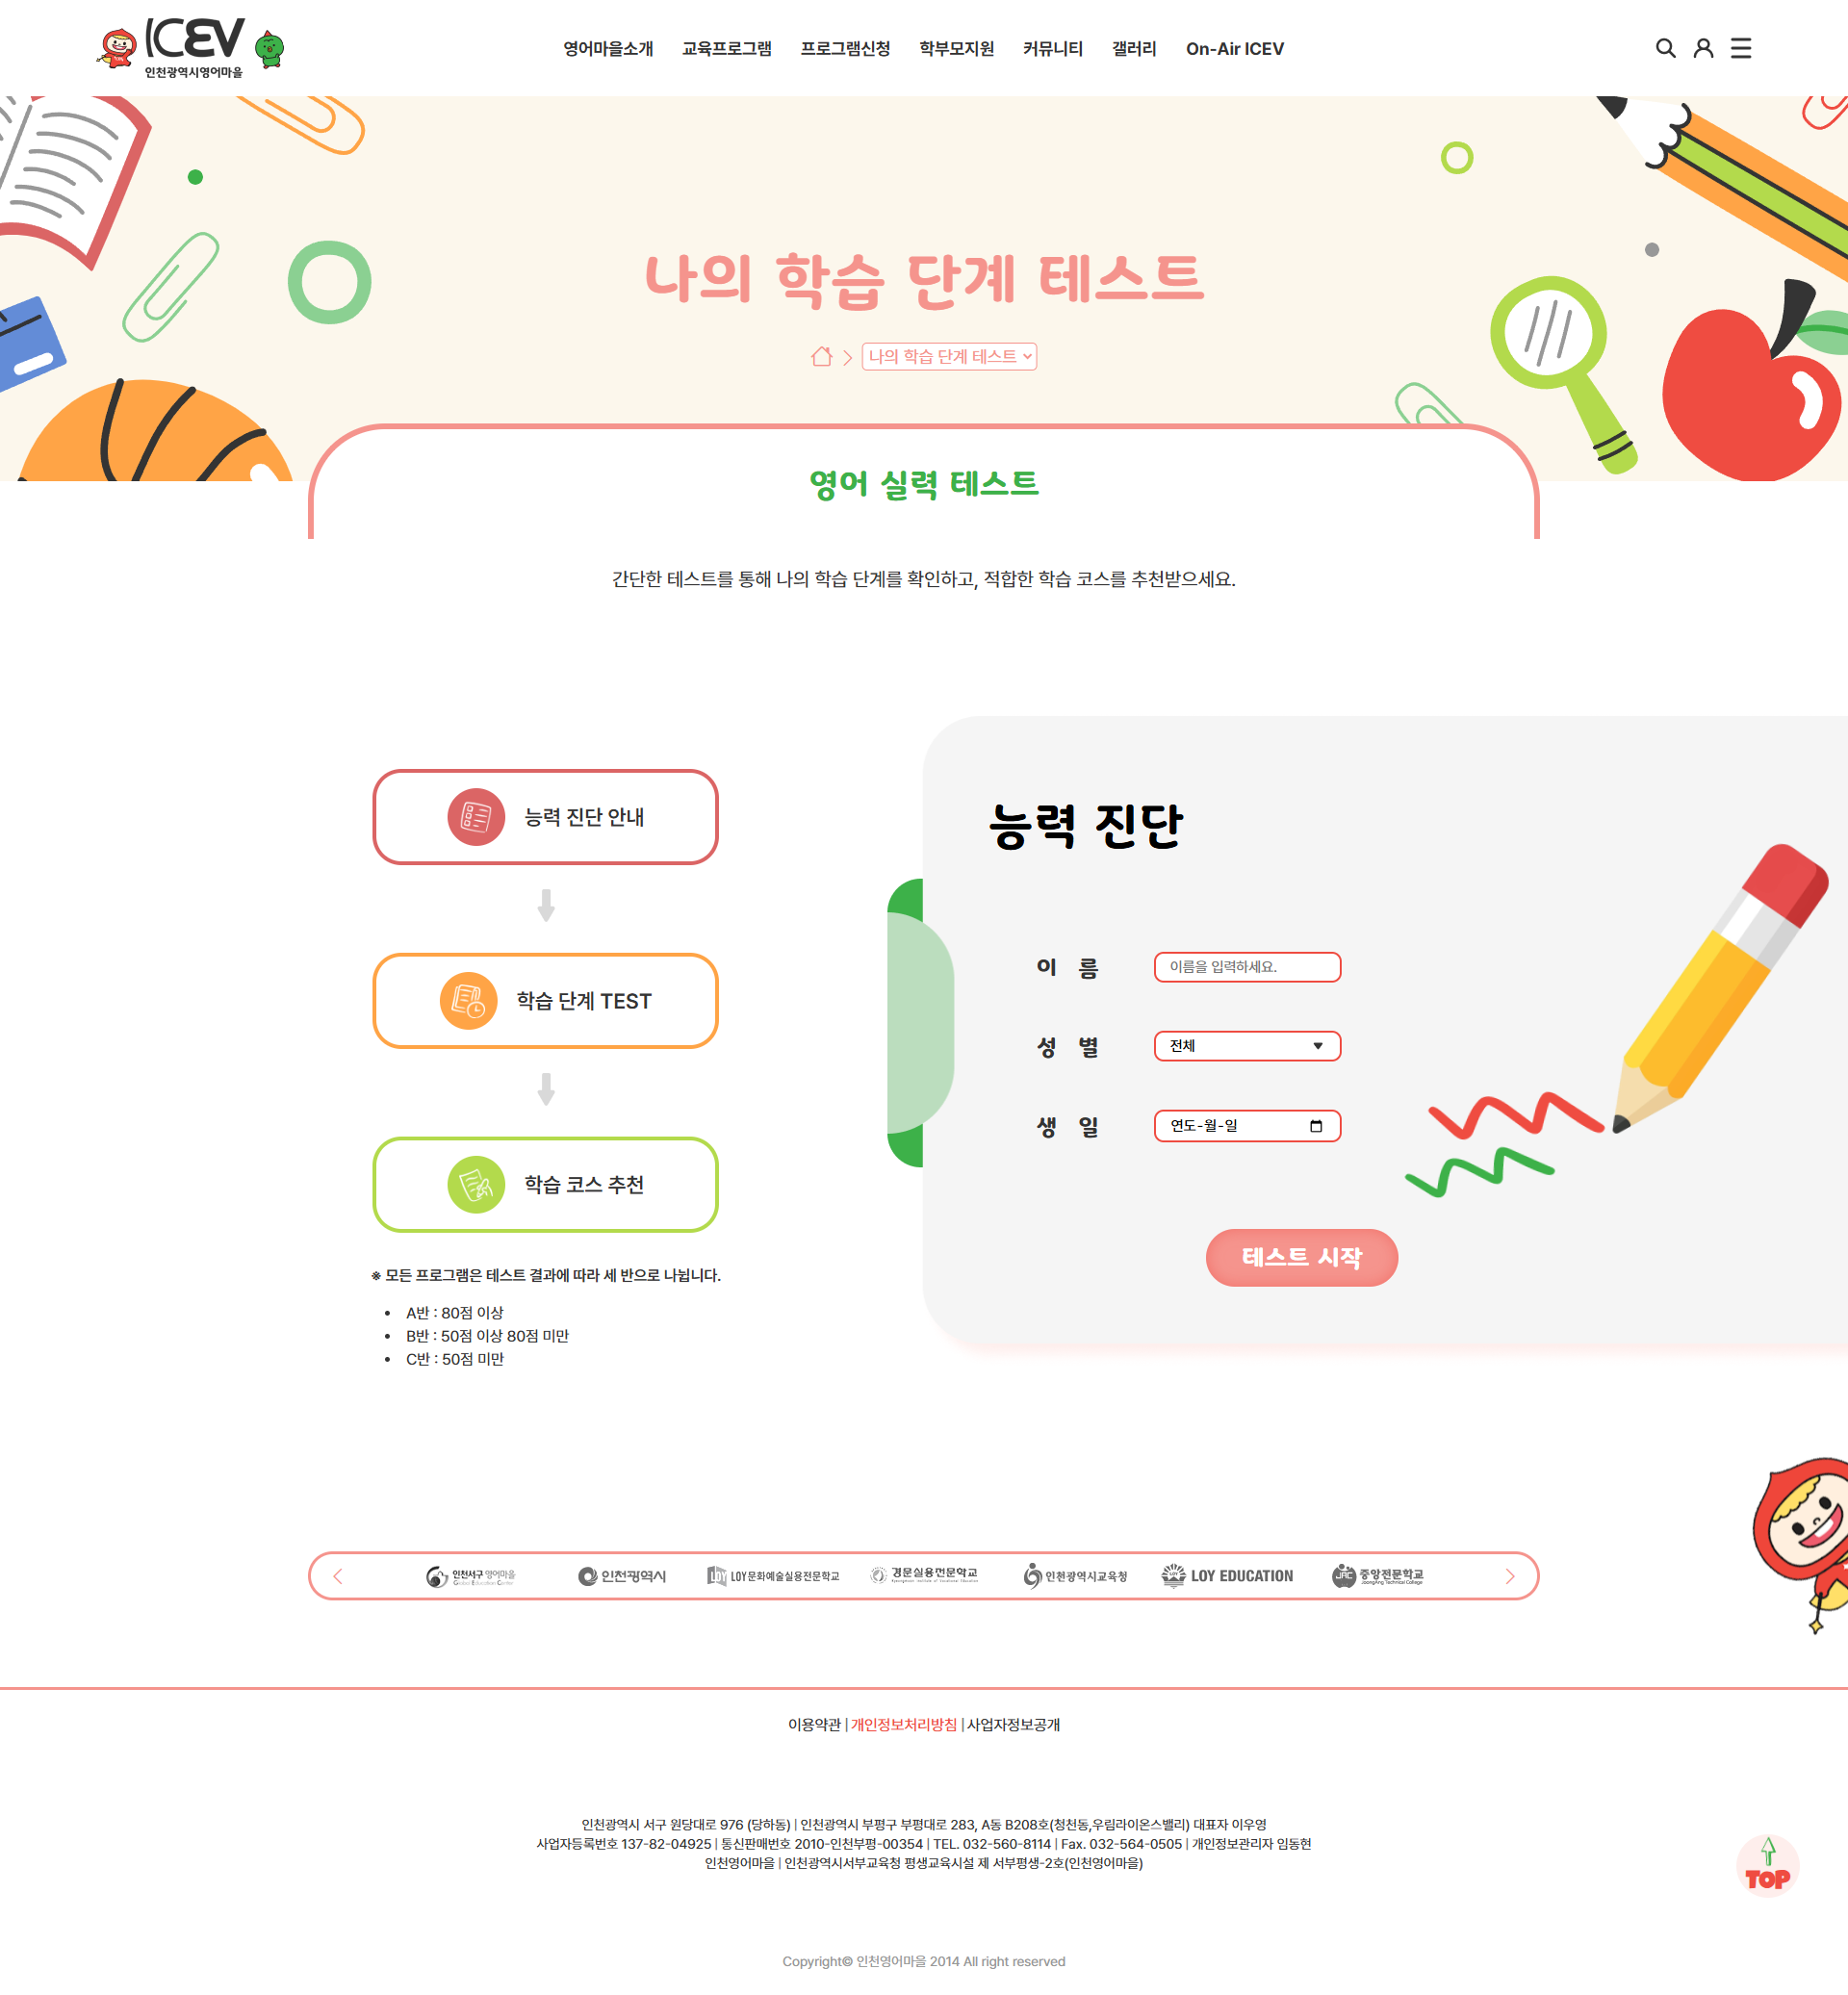 ICEV
인천광역시영어마을
영어마을소개 교육프로그램 프로그램신청 학부모지원 커뮤니티 갤러리 On-Air ICEV
나의 학습 단계 테스트
나의 학습 단계 테스트
영어 실력 테스트
간단한 테스트를 통해 나의 학습 단계를 확인하고, 적합한 학습 코스를 추천받으세요.
능력 진단 안내
학습 단계 TEST
학습 코스 추천
※ 모든 프로그램은 테스트 결과에 따라 세 반으로 나뉩니다.
• A반 : 80점 이상
• B반 : 50점 이상 80점 미만
• C반 : 50점 미만
능력 진단
이 름 이름을 입력하세요.
성 별 전체
생 일 연도-월-일
테스트 시작
인천서구 영어마을
Global Education Center
인천광역시
LOY LOY문화예술실용전문학교
경문실용전문학교
인천광역시교육청
LOY EDUCATION
JAC 중앙전문학교
JoongAng Technical College
이용약관 | 개인정보처리방침 | 사업자정보공개
인천광역시 서구 원당대로 976 (당하동) | 인천광역시 부평구 부평대로 283, A동 B208호(청천동,우림라이온스밸리) 대표자 이우영
사업자등록번호 137-82-04925 | 통신판매번호 2010-인천부평-00354 | TEL. 032-560-8114 | Fax. 032-564-0505 | 개인정보관리자 임동현
인천영어마을 | 인천광역시서부교육청 평생교육시설 제 서부평생-2호(인천영어마을)
TOP
Copyright© 인천영어마을 2014 All right reserved